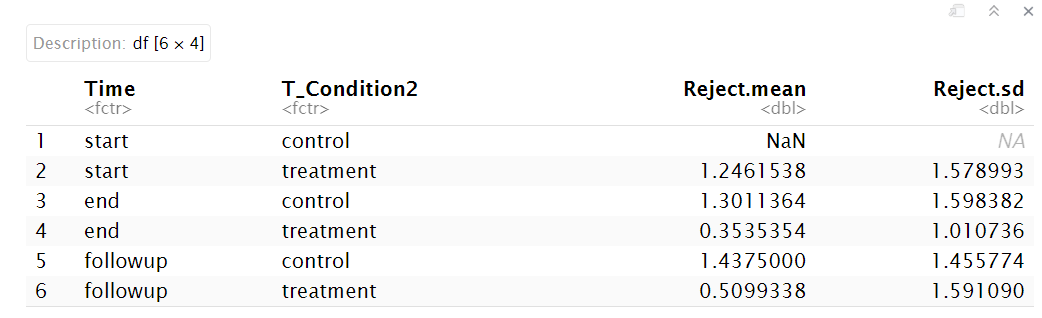 Description: df [6 × 4]
Time T_Condition2 Reject.mean Reject.sd
<fctr> <fctr> <dbl> <dbl>
1 start control NaN NA
2 start treatment 1.2461538 1.578993
3 end control 1.3011364 1.598382
4 end treatment 0.3535354 1.010736
5 followup control 1.4375000 1.455774
6 followup treatment 0.5099338 1.591090